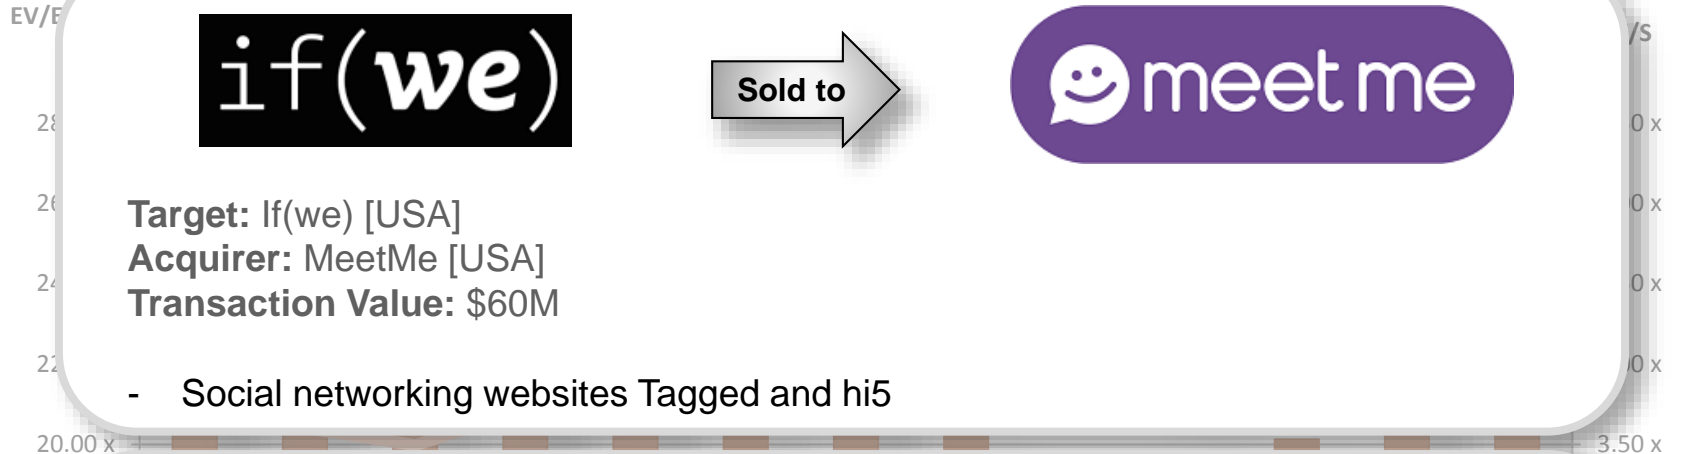 if(we)
Sold to
meetme
Target: If(we) [USA]
Acquirer: MeetMe [USA]
Transaction Value: $60M
- Social networking websites Tagged and hi5
20.00 x
3.50 x